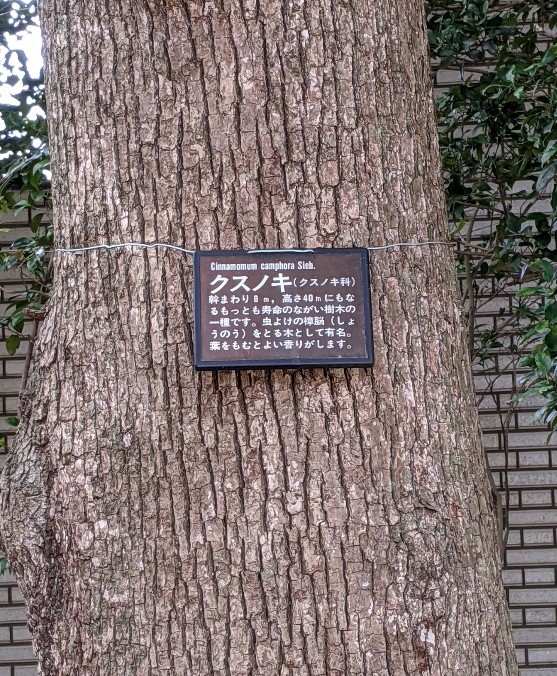 Cinnamomum camphora Sieb.
クスノキ(クスノキ科)
幹まわり8m，高さ40mにもな
るもっとも寿命のながい樹木の
一種です。虫よけの樟脳（しょ
うのう）をとる木として有名。
葉をもむとよい香りがします。